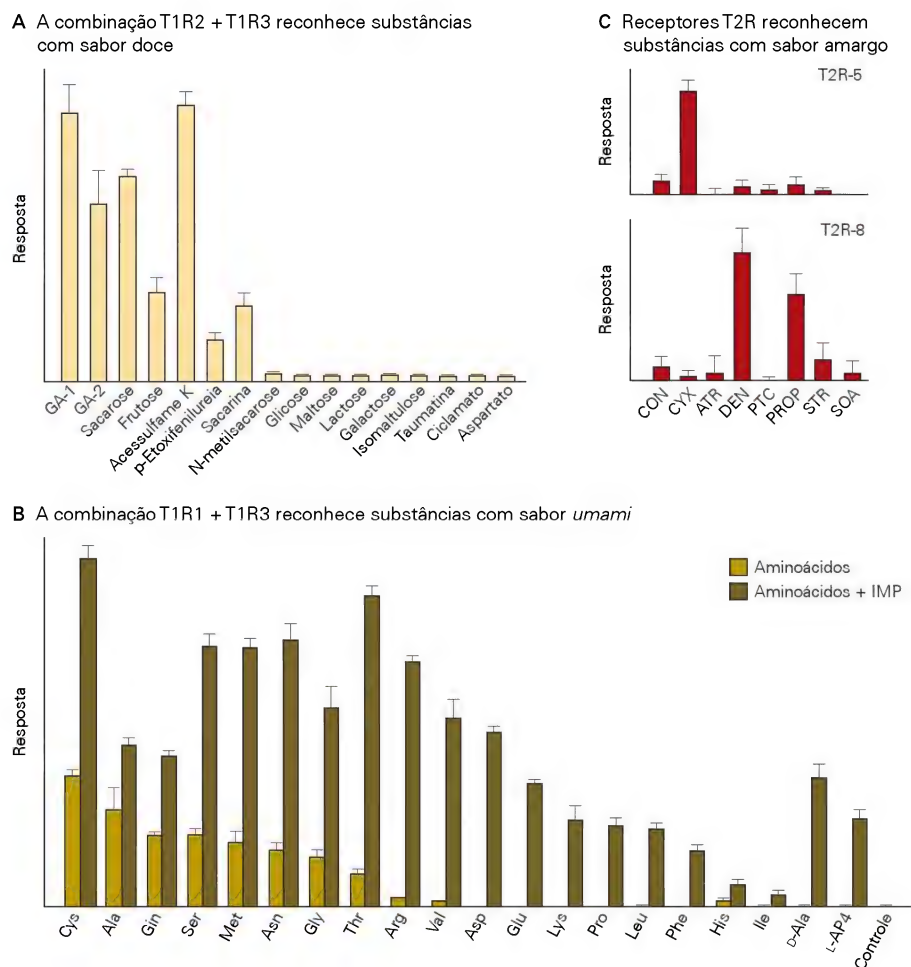 A A combinação T1R2 + T1R3 reconhece substâncias
com sabor doce
Resposta
GA-1
GA-2
Sacarose
Frutose
Acessulfame K
p-Etoxifenilureia
Sacarina
N-metilsacarose
Glicose
Maltose
Lactose
Galactose
Isomaltulose
Taumatina
Ciclamato
Aspartato
C Receptores T2R reconhecem
substâncias com sabor amargo
T2R-5
Resposta
T2R-8
Resposta
CON
CYX
ATR
DEN
PTC
PROP
STR
SOA
B A combinação T1R1 + T1R3 reconhece substâncias com sabor umami
Aminoácidos
Aminoácidos + IMP
Resposta
Cys
Ala
Gin
Ser
Met
Asn
Gly
Thr
Arg
Val
Asp
Glu
Lys
Pro
Leu
Phe
His
Ile
D-Ala
L-AP4
Controle